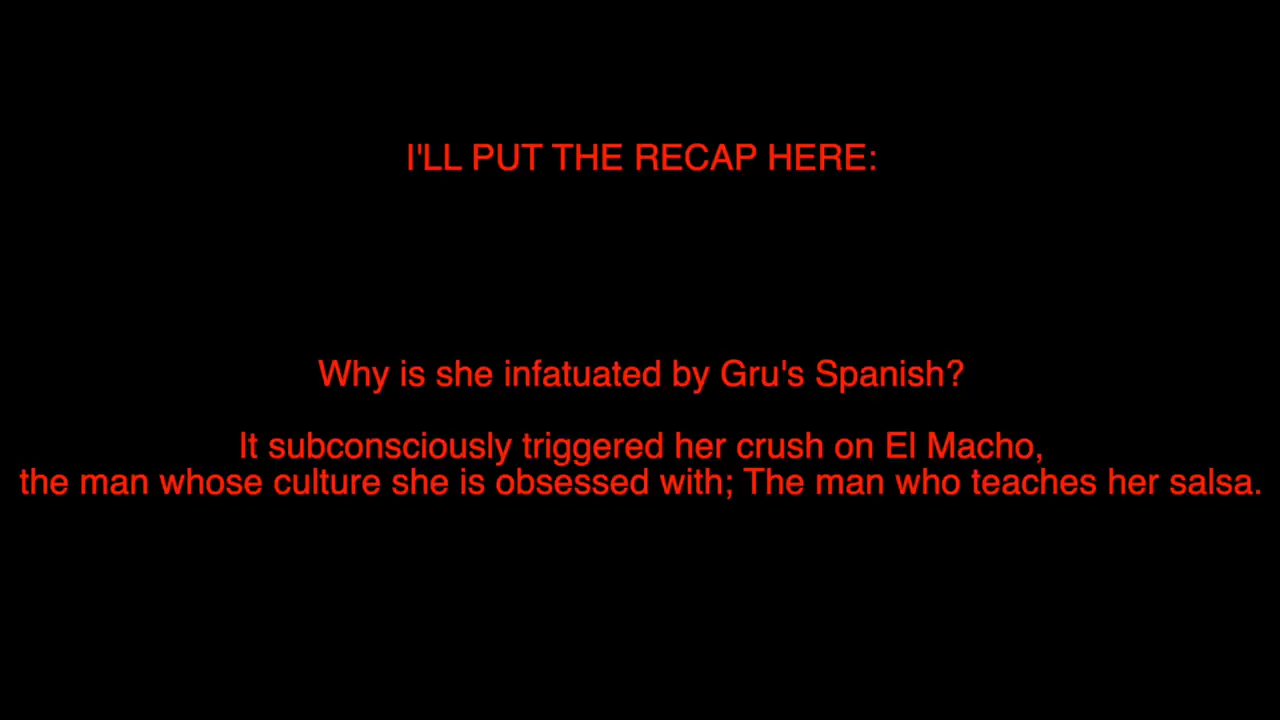 I'LL PUT THE RECAP HERE:
Why is she infatuated by Gru's Spanish?
It subconsciously triggered her crush on El Macho,
the man whose culture she is obsessed with; The man who teaches her salsa.